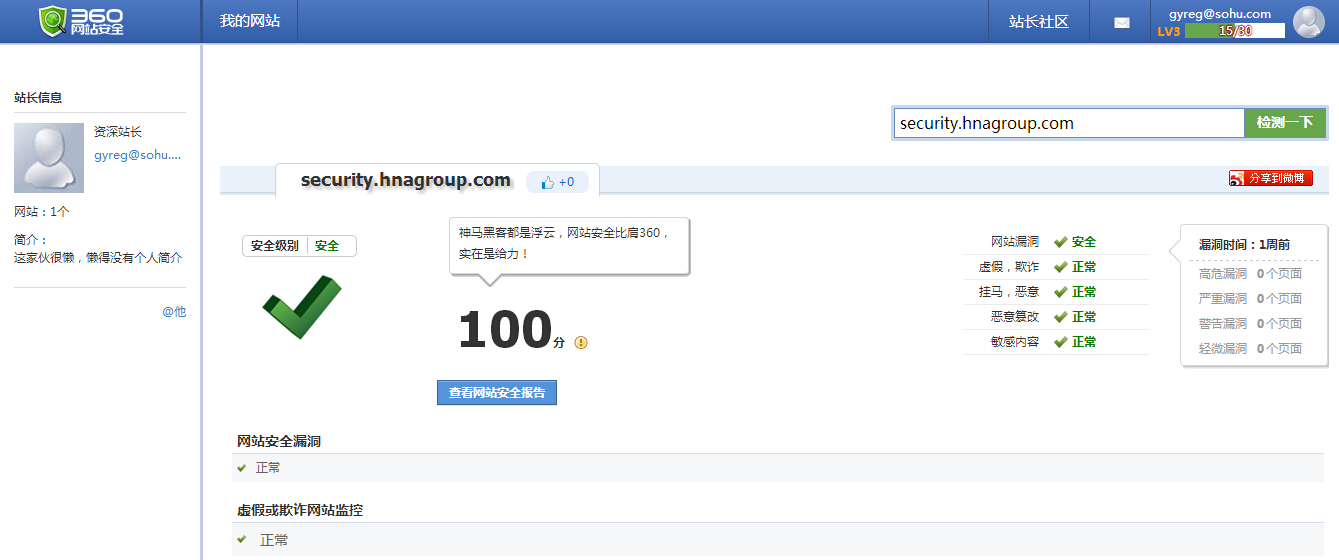 360
网站安全
我的网站
站长社区
gyreg@sohu.com
LV3 15/30
站长信息
资深站长
gyreg@sohu....
网站：1个
简介：
这家伙很懒，懒得没有个人简介
@他
security.hnagroup.com 检测一下
security.hnagroup.com +0
分享到微博
安全级别 安全
神马黑客都是浮云，网站安全比肩360，
实在是给力！
100分
查看网站安全报告
网站漏洞 安全
虚假，欺诈 正常
挂马，恶意 正常
恶意篡改 正常
敏感内容 正常
漏洞时间：1周前
高危漏洞 0个页面
严重漏洞 0个页面
警告漏洞 0个页面
轻微漏洞 0个页面
网站安全漏洞
正常
虚假或欺诈网站监控
正常